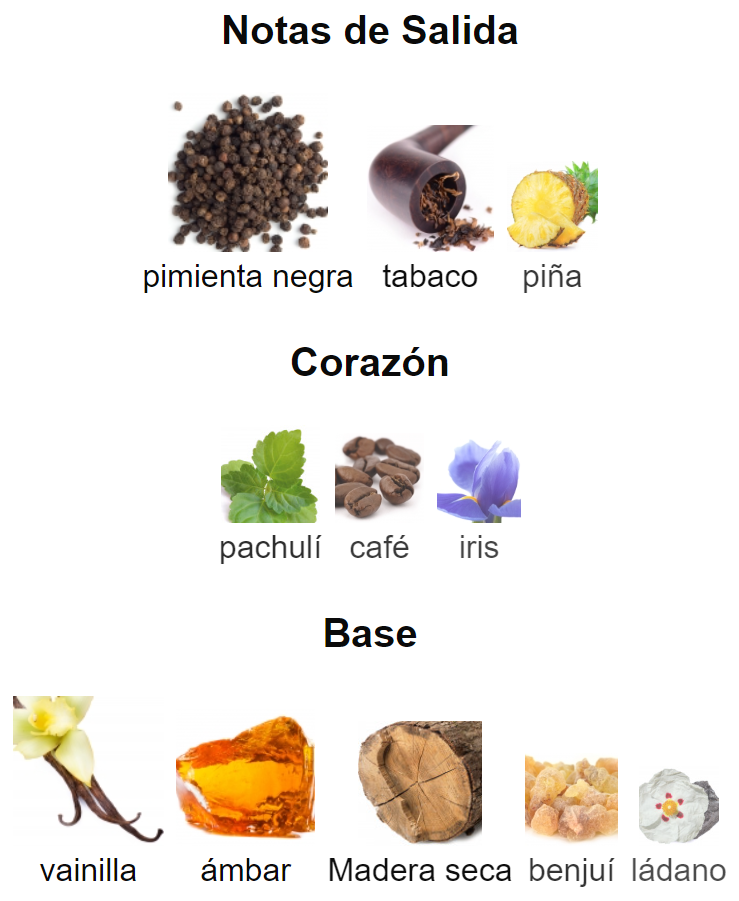 Notas de Salida
pimienta negra tabaco piña
Corazón
pachulí café iris
Base
vainilla ámbar Madera seca benjuí ládano